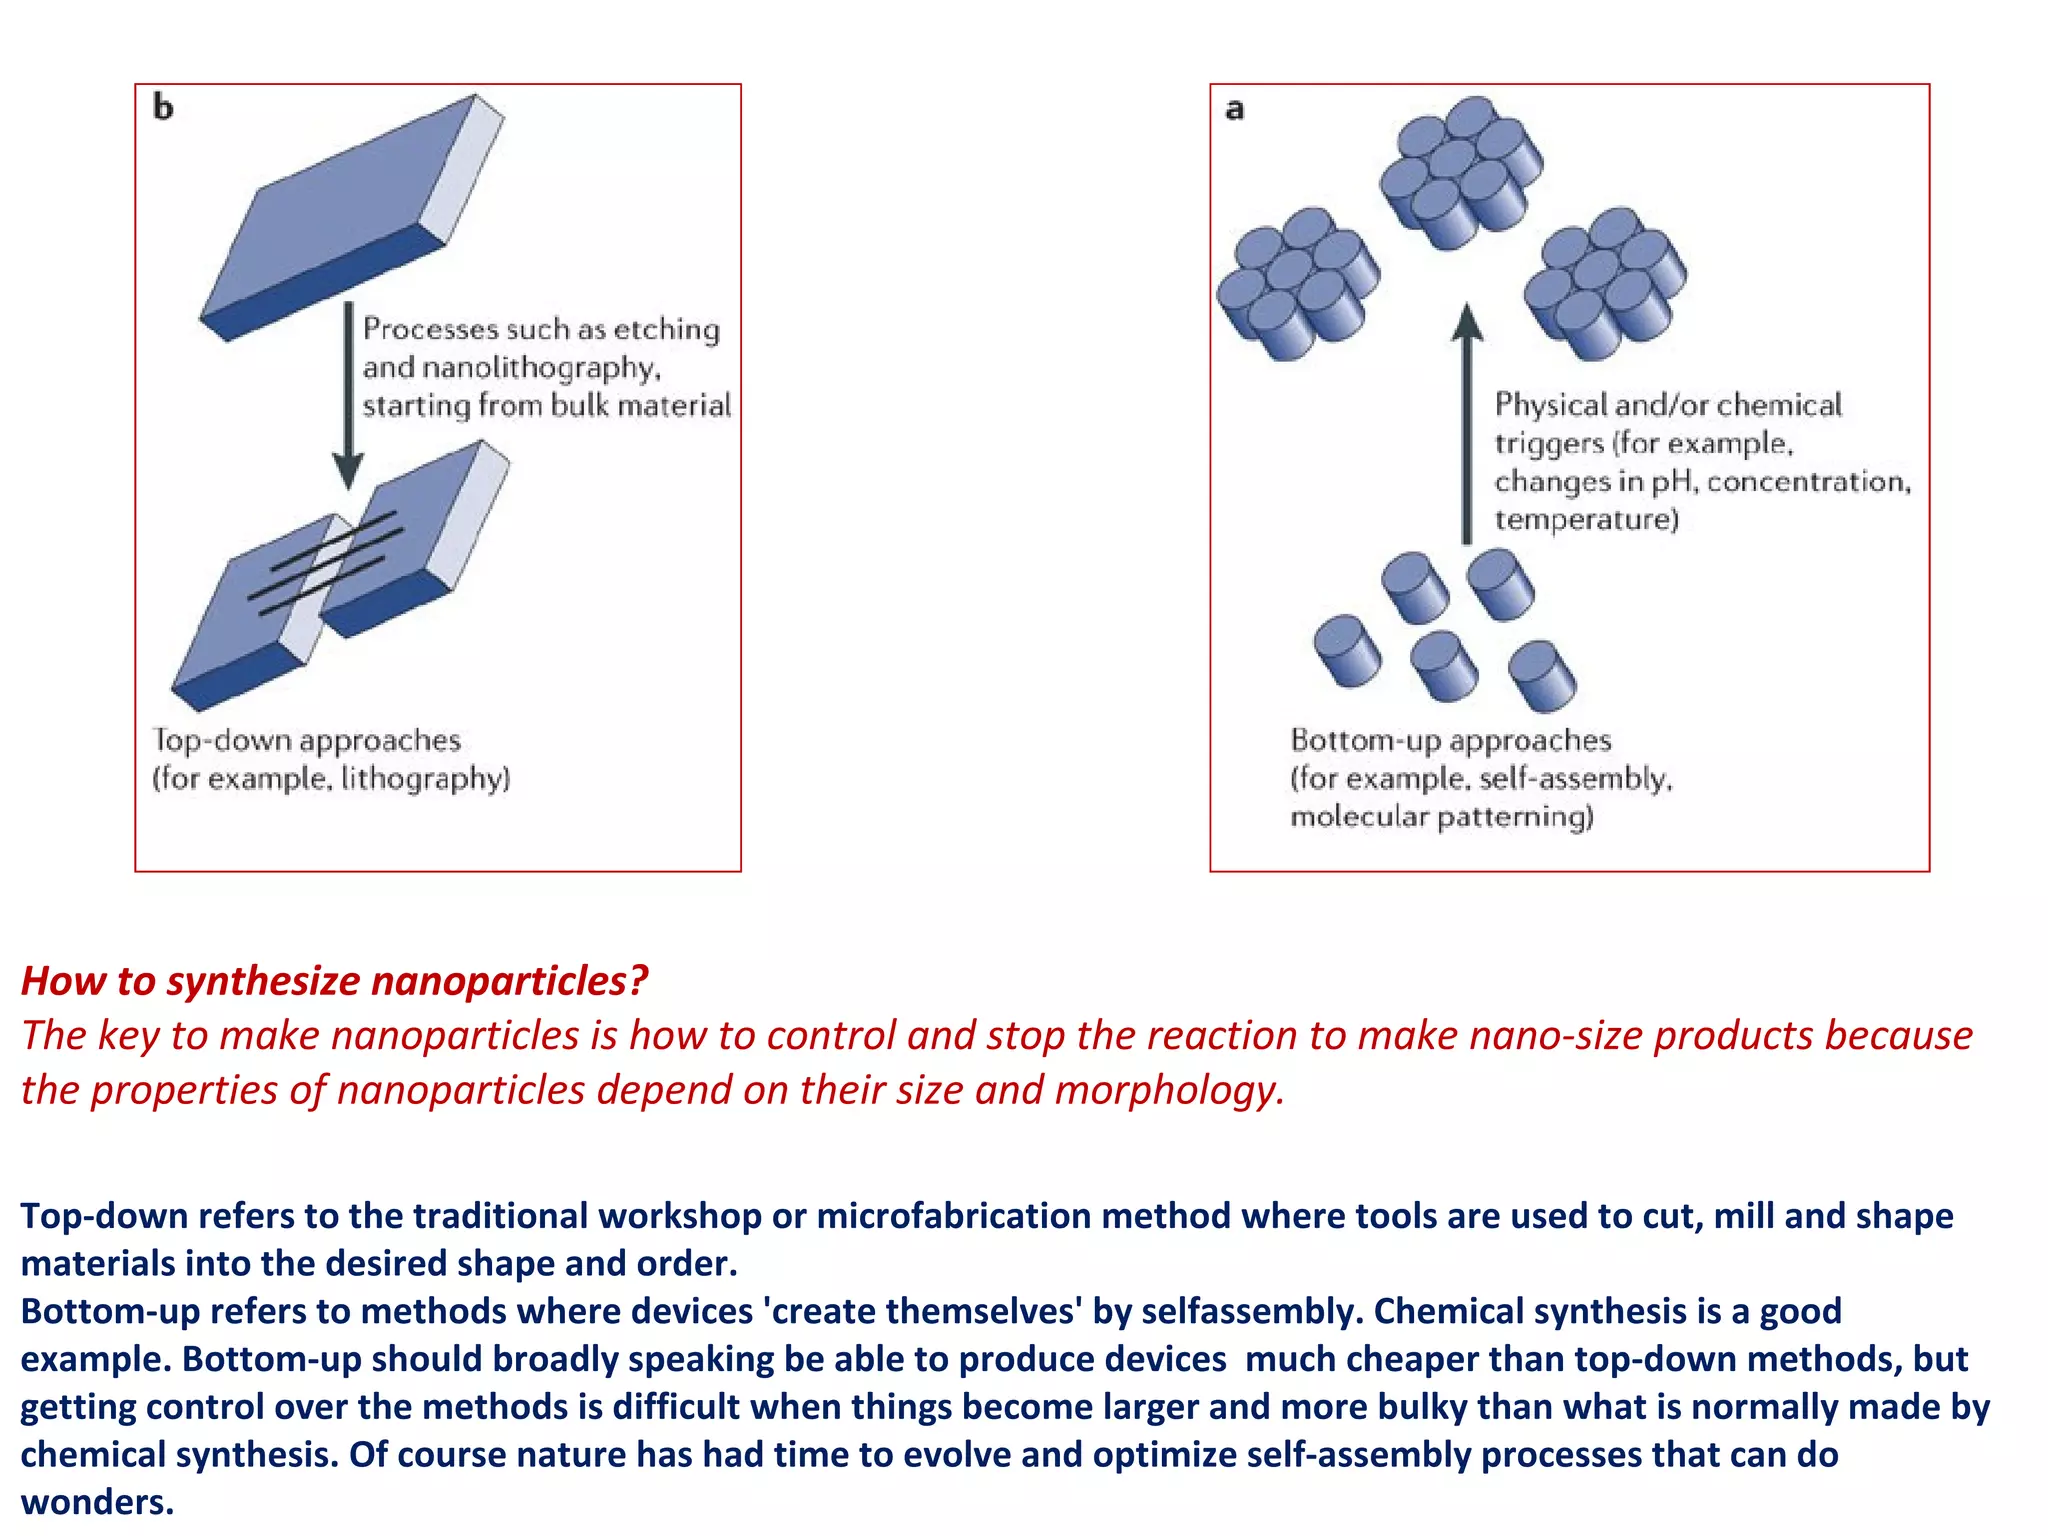 b
Processes such as etching
and nanolithography,
starting from bulk material
Top-down approaches
(for example, lithography)
a
Physical and/or chemical
triggers (for example,
changes in pH, concentration,
temperature)
Bottom-up approaches
(for example, self-assembly,
molecular patterning)
How to synthesize nanoparticles?
The key to make nanoparticles is how to control and stop the reaction to make nano-size products because
the properties of nanoparticles depend on their size and morphology.
Top-down refers to the traditional workshop or microfabrication method where tools are used to cut, mill and shape
materials into the desired shape and order.
Bottom-up refers to methods where devices 'create themselves' by selfassembly. Chemical synthesis is a good
example. Bottom-up should broadly speaking be able to produce devices  much cheaper than top-down methods, but
getting control over the methods is difficult when things become larger and more bulky than what is normally made by
chemical synthesis. Of course nature has had time to evolve and optimize self-assembly processes that can do
wonders.